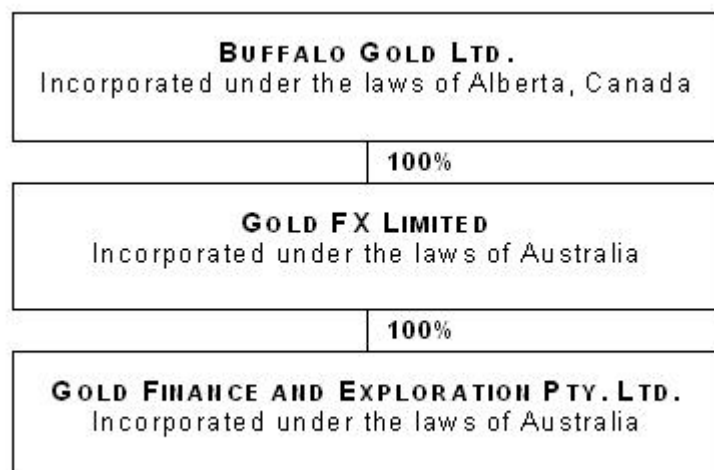 BUFFALO GOLD LTD.
Incorporated under the laws of Alberta, Canada
100%
GOLD FX LIMITED
Incorporated under the laws of Australia
100%
GOLD FINANCE AND EXPLORATION PTY. LTD.
Incorporated under the laws of Australia